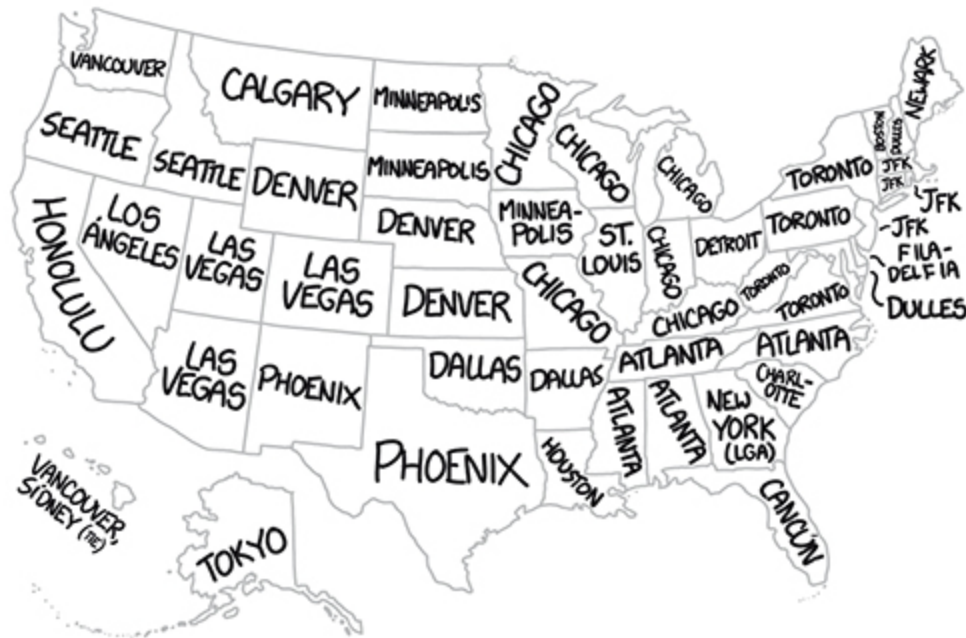 VANCOUVER
CALGARY
MINNEAPOLIS
CHICAGO
CHICAGO
CHICAGO
NEWARK
BOSTON
DULLES
SEATTLE
SEATTLE
DENVER
MINNEAPOLIS
TORONTO
JFK
JFK
JFK
HONOLULU
LOS
ÁNGELES
LAS
VEGAS
LAS
VEGAS
DENVER
MINNEA-
POLIS
ST.
LOUIS
CHICAGO
DETROIT
TORONTO
-JFK
FILA-
DELFIA
DULLES
DENVER
CHICAGO
CHICAGO
TORONTO
TORONTO
LAS
VEGAS
PHOENIX
DALLAS
DALLAS
ATLANTA
ATLANTA
CHARL-
OTTE
PHOENIX
HOUSTON
ATLANTA
ATLANTA
NEW
YORK
(LGA)
CANCÚN
VANCOUVER,
SÍDNEY (TIE)
TOKYO